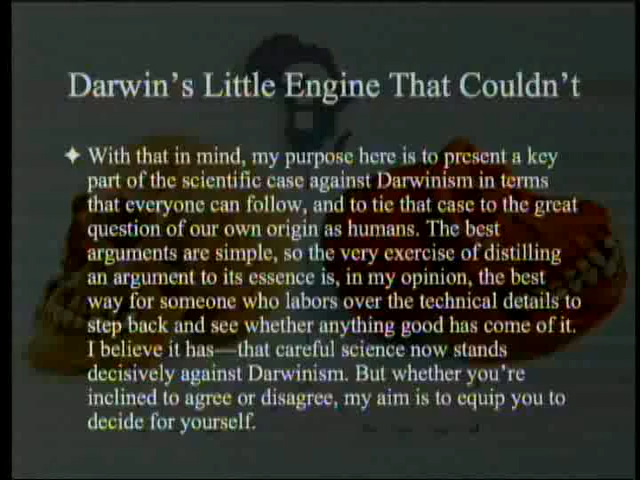 Darwin's Little Engine That Couldn't
With that in mind, my purpose here is to present a key
part of the scientific case against Darwinism in terms
that everyone can follow, and to tie that case to the great
question of our own origin as humans. The best
arguments are simple, so the very exercise of distilling
an argument to its essence is, in my opinion, the best
way for someone who labors over the technical details to
step back and see whether anything good has come of it.
I believe it has—that careful science now stands
decisively against Darwinism. But whether you're
inclined to agree or disagree, my aim is to equip you to
decide for yourself.